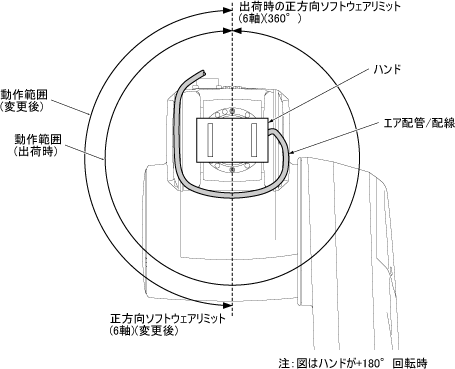 出荷時の正方向ソフトウェアリミット
(6軸)(360°)
ハンド
動作範囲
(変更後)
エア配管/配線
動作範囲
(出荷時)
正方向ソフトウェアリミット
(6軸)(変更後)
注：図はハンドが+180°回転時